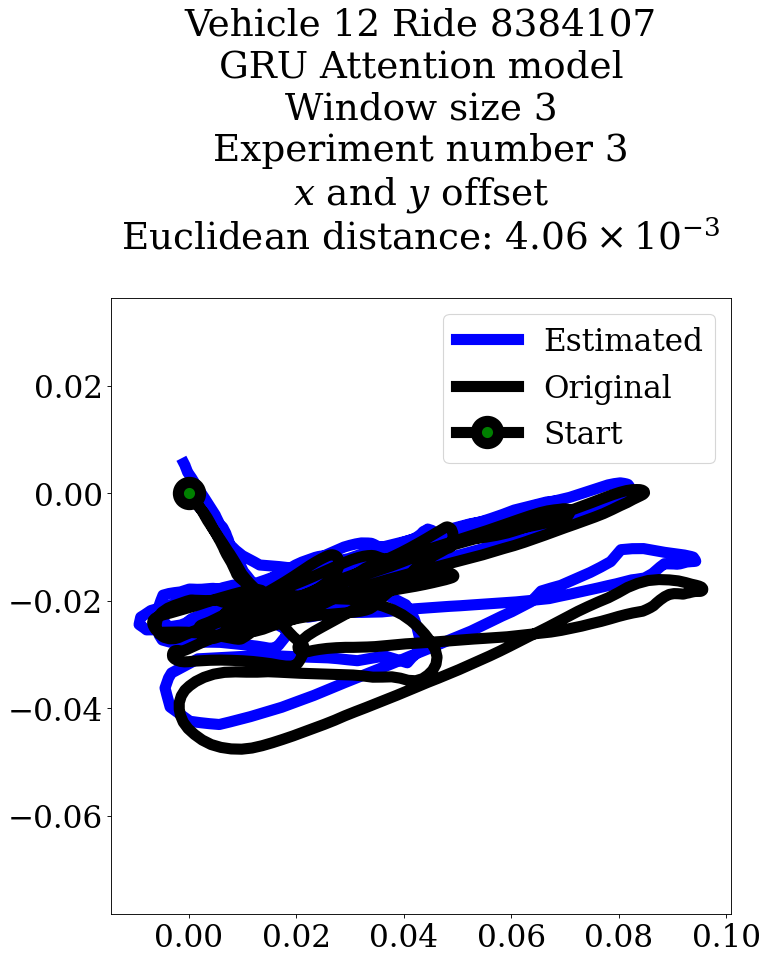 Vehicle 12 Ride 8384107
GRU Attention model
Window size 3
Experiment number 3
x and y offset
Euclidean distance: 4.06 × 10⁻³
Estimated
Original
Start
0.02
0.00
−0.02
−0.04
−0.06
0.00 0.02 0.04 0.06 0.08 0.10